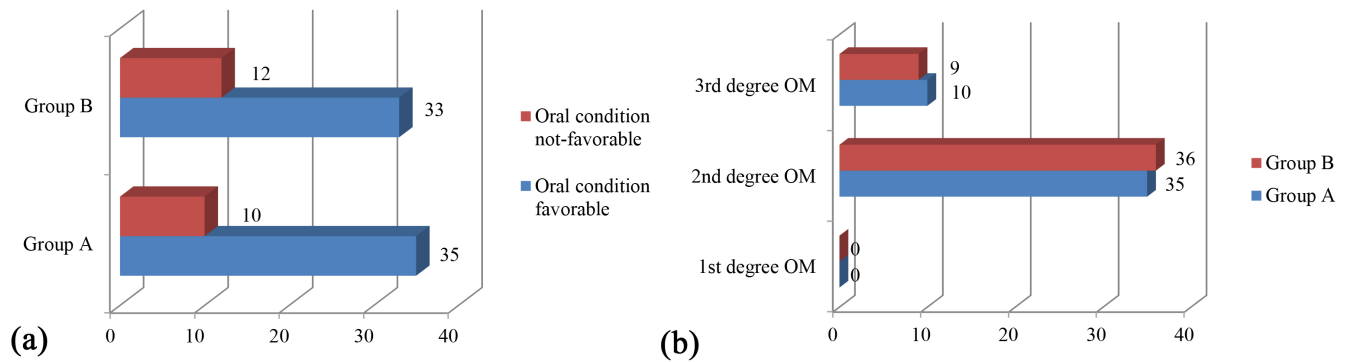 Group B
12
33
Group A
10
35
0
10
20
30
40
Oral condition
not-favorable
Oral condition
favorable
(a)
3rd degree OM
9
10
2nd degree OM
36
35
1st degree OM
0
0
0
10
20
30
40
Group B
Group A
(b)